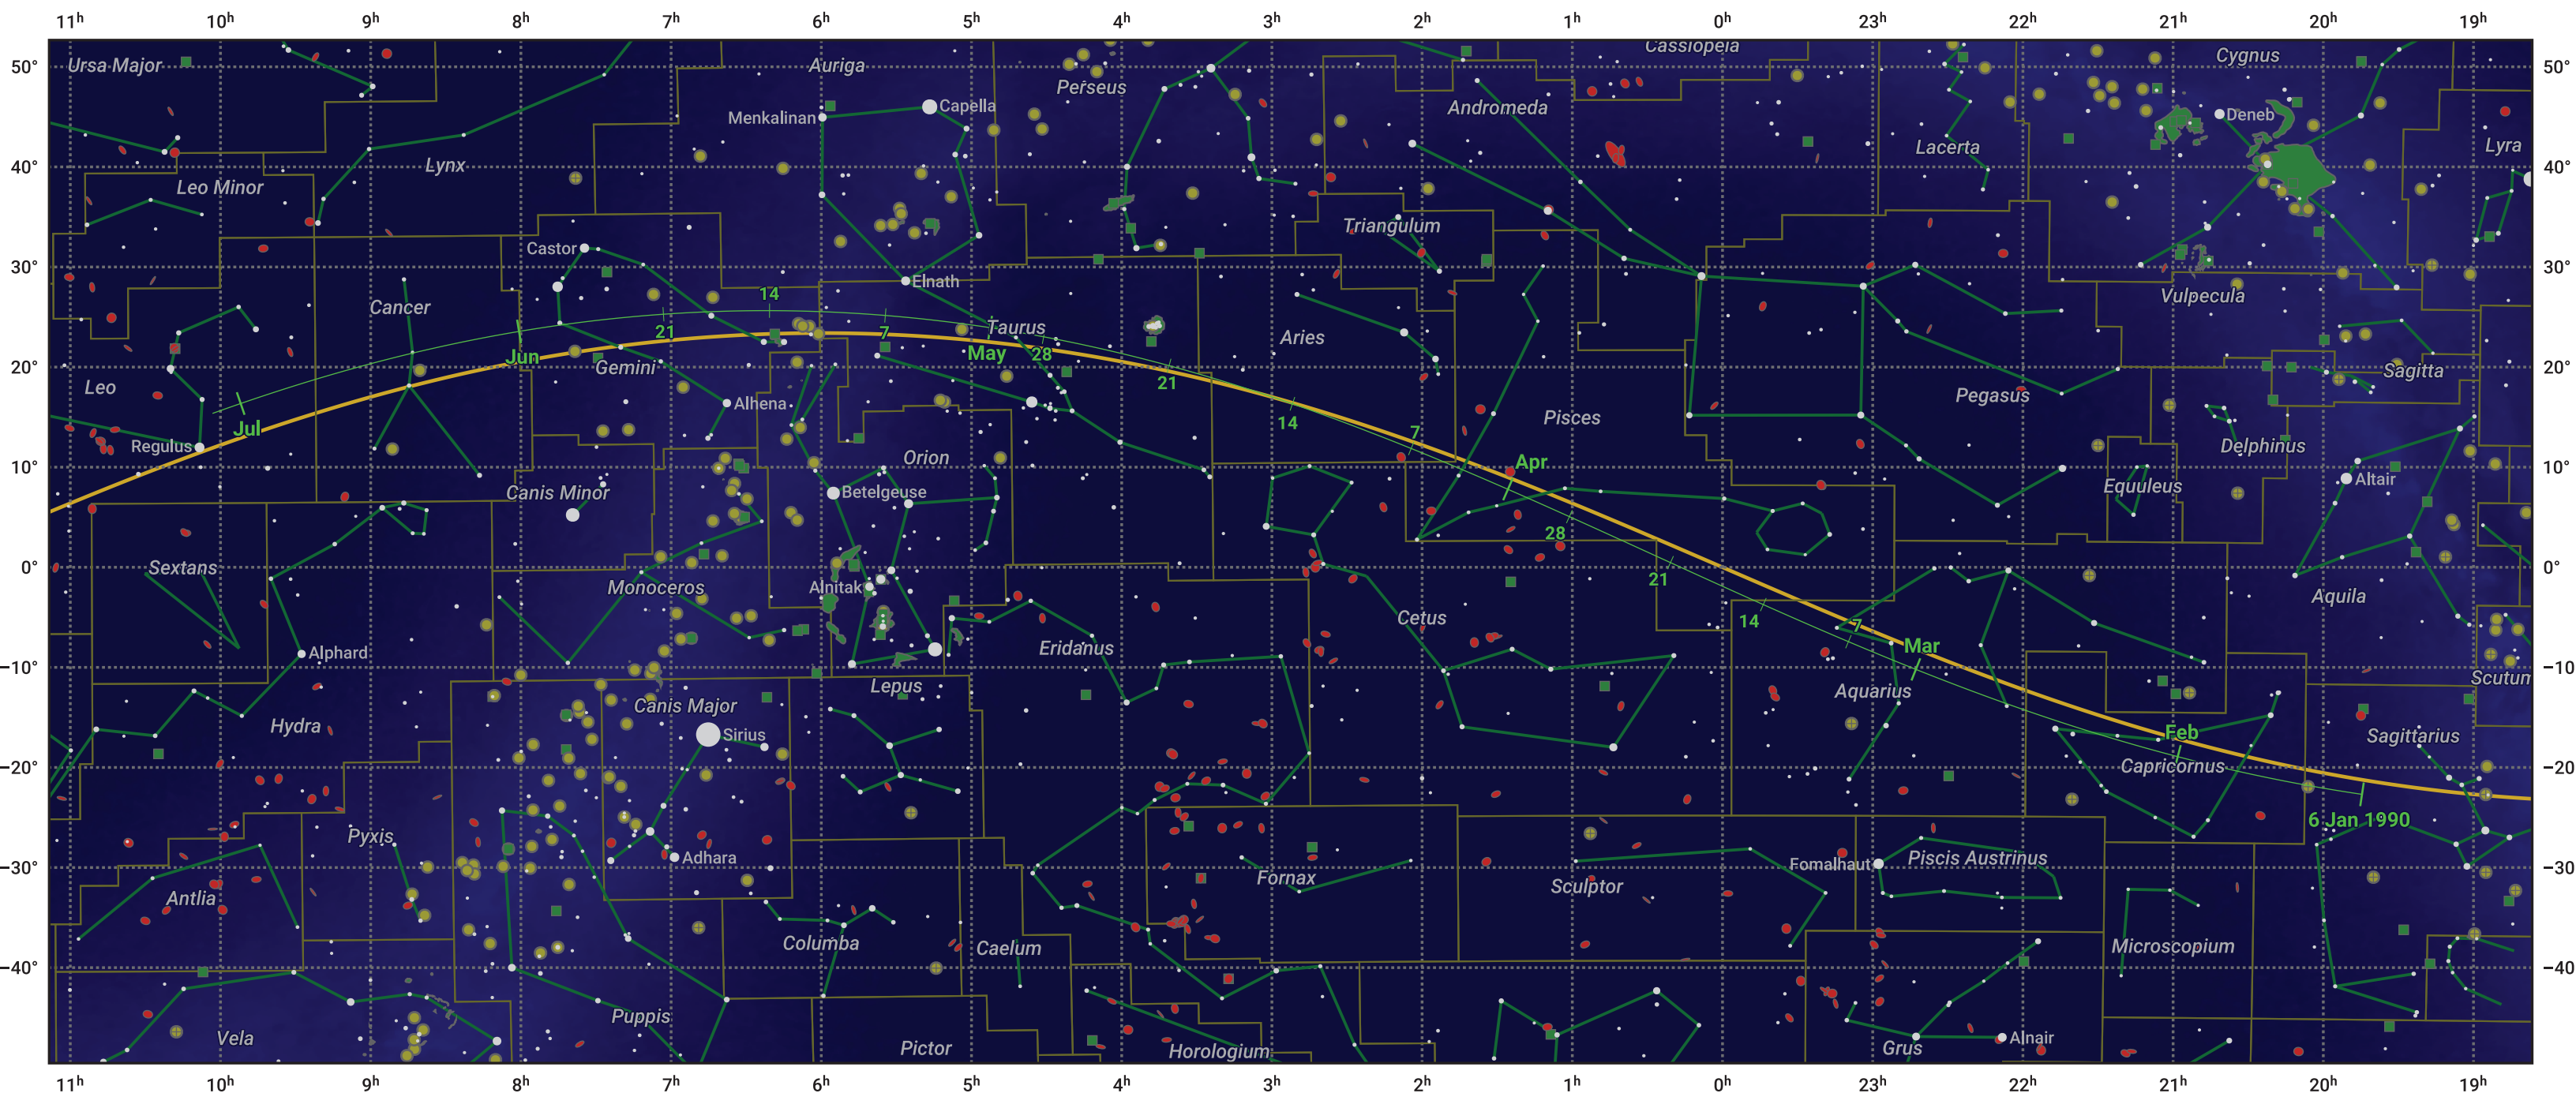 11h 10h 9h 8h 7h 6h 5h 4h 3h 2h 1h 0h 23h 22h 21h 20h 19h
Cassiopeia
50° Ursa Major Auriga Perseus Cygnus 50°
Menkalinan Capella Andromeda Deneb
40° Lynx Lacerta Lyra 40°
Leo Minor
Triangulum
Castor
30° Elnath 30°
Cancer 14 Vulpecula
21 7 Taurus Aries
Jun May 28
20° Leo Gemini 21 Pegasus Sagitta 20°
Alhena
Jul 14 Pisces
Regulus 7 Delphinus
10° Orion Apr 10°
Canis Minor Betelgeuse Equuleus Altair
28
0° Sextans 21 0°
Monoceros Alnitak Aquila
Cetus 14 7
Alphard Eridanus Mar
−10° −10
Lepus Aquarius Scutum
Canis Major
Hydra Sirius Feb Sagittarius
−20° Capricornus −20
6 Jan 1990
Pyxis
Adhara Fomalhaut Piscis Austrinus
−30° Fornax −30
Antlia Sculptor
Columba Caelum Microscopium
−40° −40
Puppis
Vela Pictor Horologium Grus Alnair
11h 10h 9h 8h 7h 6h 5h 4h 3h 2h 1h 0h 23h 22h 21h 20h 19h